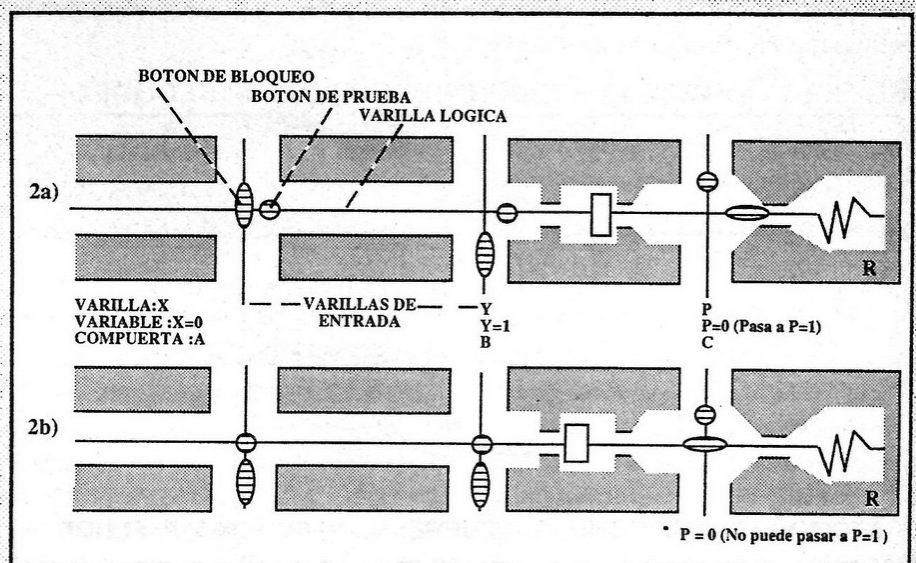 BOTON DE BLOQUEO
BOTON DE PRUEBA
VARILLA LOGICA
2a)
R
VARILLA:X
VARIABLE :X=0
COMPUERTA :A
VARILLAS DE
ENTRADA
Y
Y=1
B
P
P=0 (Pasa a P=1)
C
2b)
R
P = 0 (No puede pasar a P=1 )